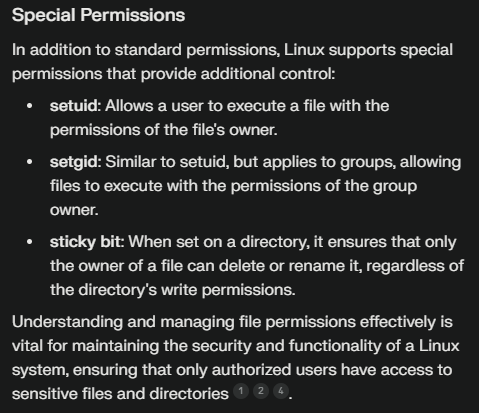 Special Permissions
In addition to standard permissions, Linux supports special
permissions that provide additional control:
• setuid: Allows a user to execute a file with the
permissions of the file's owner.
• setgid: Similar to setuid, but applies to groups, allowing
files to execute with the permissions of the group
owner.
• sticky bit: When set on a directory, it ensures that only
the owner of a file can delete or rename it, regardless of
the directory's write permissions.
Understanding and managing file permissions effectively is
vital for maintaining the security and functionality of a Linux
system, ensuring that only authorized users have access to
sensitive files and directories 1 2 4.